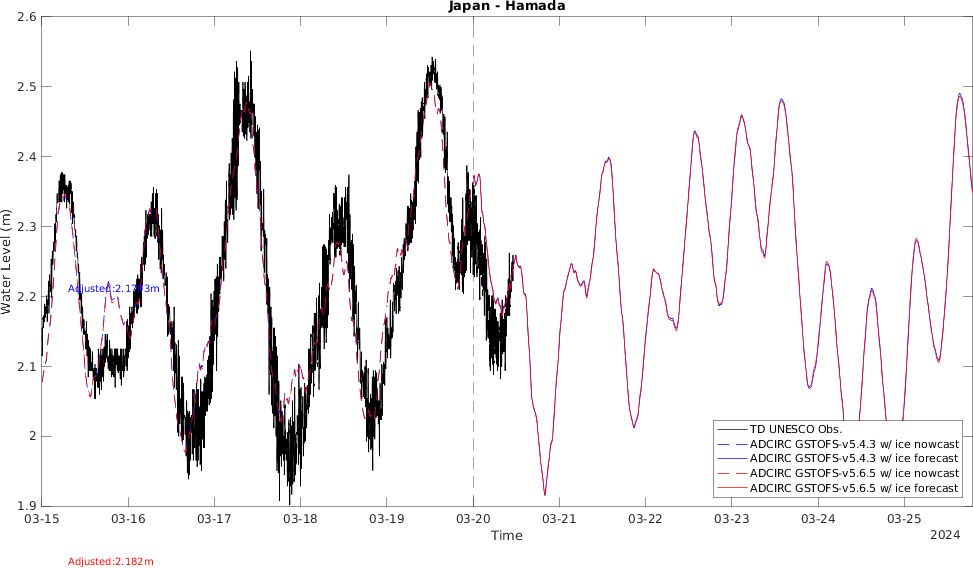 Japan - Hamada
2.6
2.5
2.4
2.3
2.2
2.1
2
1.9
Water Level (m)
TD UNESCO Obs.
ADCIRC GSTOFS-v5.4.3 w/ ice nowcast
ADCIRC GSTOFS-v5.4.3 w/ ice forecast
ADCIRC GSTOFS-v5.6.5 w/ ice nowcast
ADCIRC GSTOFS-v5.6.5 w/ ice forecast
03-15 03-16 03-17 03-18 03-19 03-20 03-21 03-22 03-23 03-24 03-25
Time
2024
Adjusted:2.182m